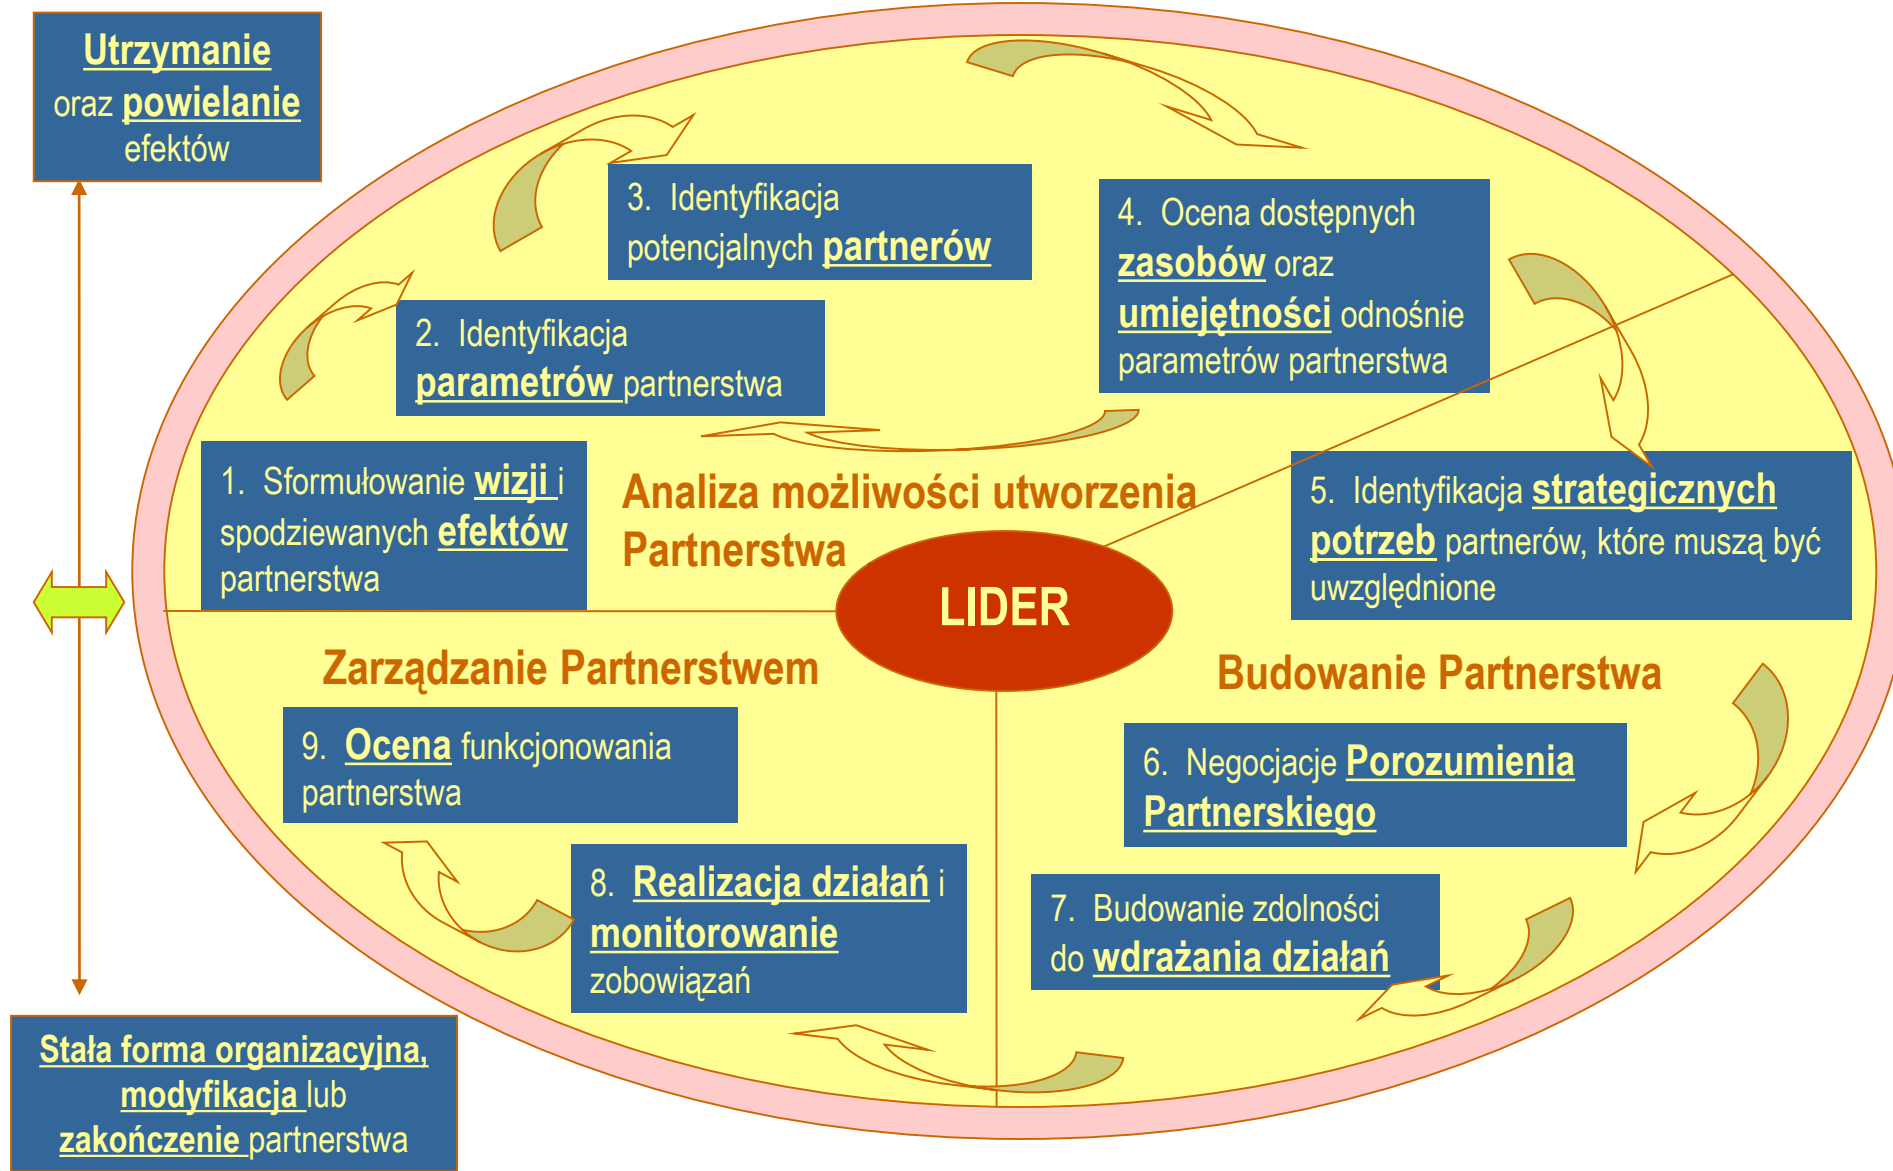 Utrzymanie
oraz powielanie
efektów
3. Identyfikacja
potencjalnych partnerów
4. Ocena dostępnych
zasobów oraz
umiejętności odnośnie
parametrów partnerstwa
2. Identyfikacja
parametrów partnerstwa
1. Sformułowanie wizji i
spodziewanych efektów
partnerstwa
Analiza możliwości utworzenia
Partnerstwa
5. Identyfikacja strategicznych
potrzeb partnerów, które muszą być
uwzględnione
LIDER
Zarządzanie Partnerstwem
Budowanie Partnerstwa
9. Ocena funkcjonowania
partnerstwa
6. Negocjacje Porozumienia
Partnerskiego
8. Realizacja działań i
monitorowanie
zobowiązań
7. Budowanie zdolności
do wdrażania działań
Stała forma organizacyjna,
modyfikacja lub
zakończenie partnerstwa